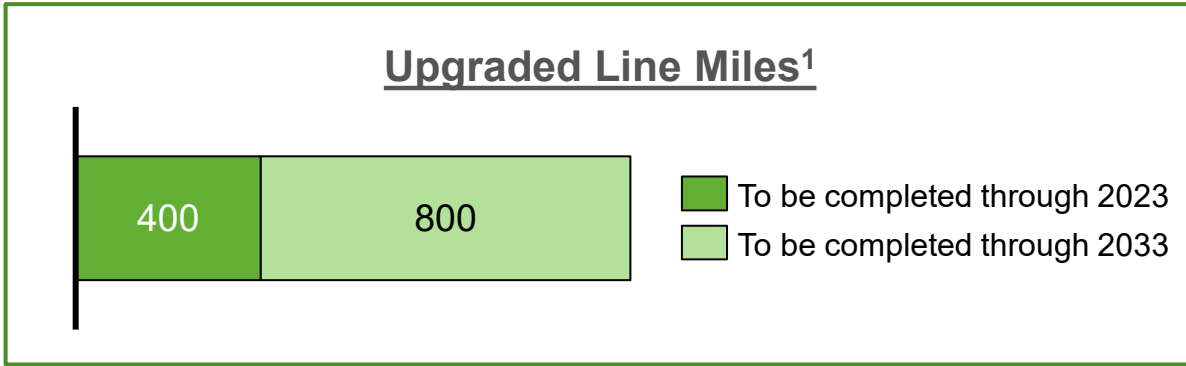 Upgraded Line Miles¹
400
800
To be completed through 2023
To be completed through 2033